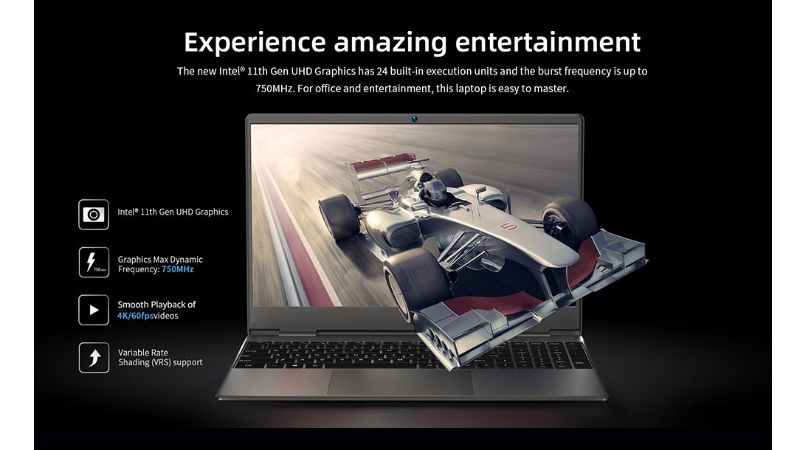 Experience amazing entertainment
The new Intel® 11th Gen UHD Graphics has 24 built-in execution units and the burst frequency is up to
750MHz. For office and entertainment, this laptop is easy to master.
Intel® 11th Gen UHD Graphics
Graphics Max Dynamic
Frequency: 750MHz
Smooth Playback of
4K/60fpsvideos
Variable Rate
Shading (VRS) support